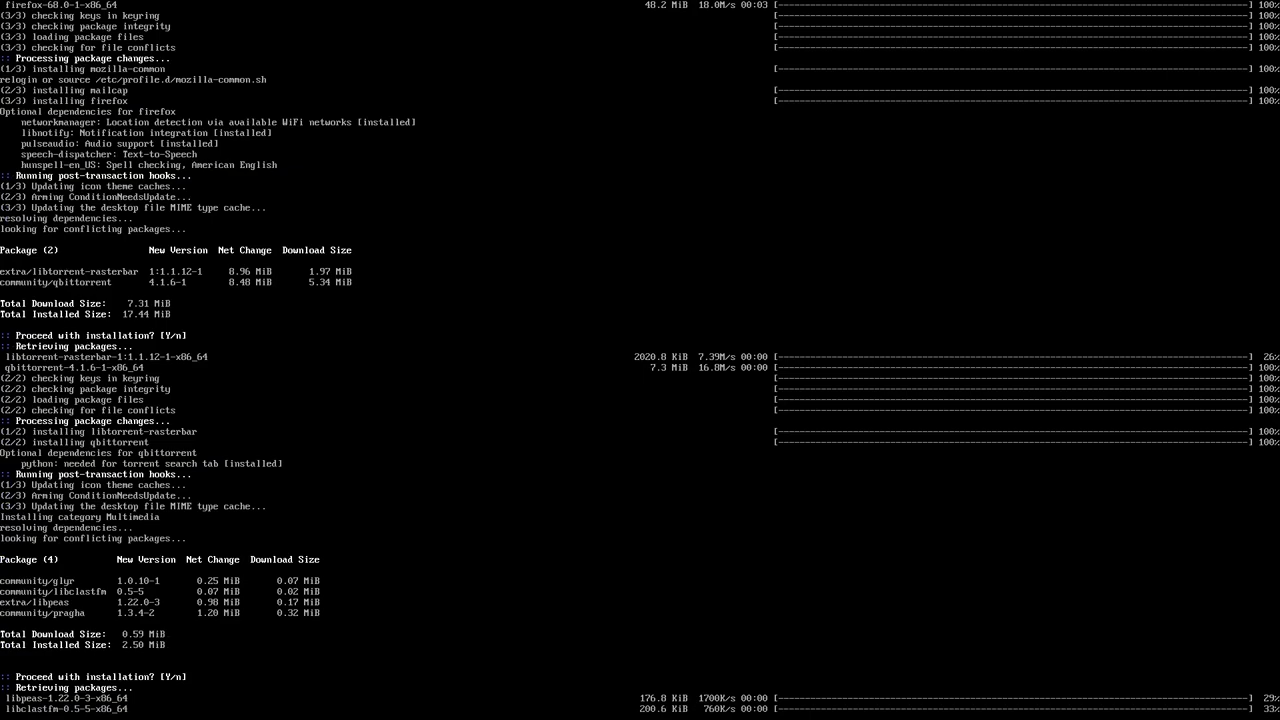 firefox-68.0-1-x86_64 48.2 MiB 18.0M/s 00:03 [----------] 100%
(3/3) checking keys in keyring [----------] 100%
(3/3) checking package integrity [----------] 100%
(3/3) loading package files [----------] 100%
(3/3) checking for file conflicts [----------] 100%
:: Processing package changes...
(1/3) installing mozilla-common [----------] 100%
relogin or source /etc/profile.d/mozilla-common.sh
(2/3) installing mailcap [----------] 100%
(3/3) installing firefox [----------] 100%
Optional dependencies for firefox
    networkmanager: Location detection via available WiFi networks [installed]
    libnotify: Notification integration [installed]
    pulseaudio: Audio support [installed]
    speech-dispatcher: Text-to-Speech
    hunspell-en_US: Spell checking, American English
:: Running post-transaction hooks...
(1/3) Updating icon theme caches...
(2/3) Arming ConditionNeedsUpdate...
(3/3) Updating the desktop file MIME type cache...
resolving dependencies...
looking for conflicting packages...
Package (2) New Version Net Change Download Size
extra/libtorrent-rasterbar 1:1.1.12-1 8.96 MiB 1.97 MiB
community/qbittorrent 4.1.6-1 8.48 MiB 5.34 MiB
Total Download Size: 7.31 MiB
Total Installed Size: 17.44 MiB
:: Proceed with installation? [Y/n]
:: Retrieving packages...
libtorrent-rasterbar-1:1.1.12-1-x86_64 2020.8 KiB 7.39M/s 00:00 [----------] 26%
qbittorrent-4.1.6-1-x86_64 7.3 MiB 16.8M/s 00:00 [----------] 100%
(2/2) checking keys in keyring [----------] 100%
(2/2) checking package integrity [----------] 100%
(2/2) loading package files [----------] 100%
(2/2) checking for file conflicts [----------] 100%
:: Processing package changes...
(1/2) installing libtorrent-rasterbar [----------] 100%
(2/2) installing qbittorrent [----------] 100%
Optional dependencies for qbittorrent
    python: needed for torrent search tab [installed]
:: Running post-transaction hooks...
(1/3) Updating icon theme caches...
(2/3) Arming ConditionNeedsUpdate...
(3/3) Updating the desktop file MIME type cache...
Installing category Multimedia
resolving dependencies...
looking for conflicting packages...
Package (4) New Version Net Change Download Size
community/glyr 1.0.10-1 0.25 MiB 0.07 MiB
community/libclastfm 0.5-5 0.07 MiB 0.02 MiB
extra/libpeas 1.22.0-3 0.98 MiB 0.17 MiB
community/pragha 1.3.4-2 1.20 MiB 0.32 MiB
Total Download Size: 0.59 MiB
Total Installed Size: 2.50 MiB
:: Proceed with installation? [Y/n]
:: Retrieving packages...
libpeas-1.22.0-3-x86_64 176.8 KiB 1700K/s 00:00 [----------] 29%
libclastfm-0.5-5-x86_64 200.6 KiB 760K/s 00:00 [----------] 33%